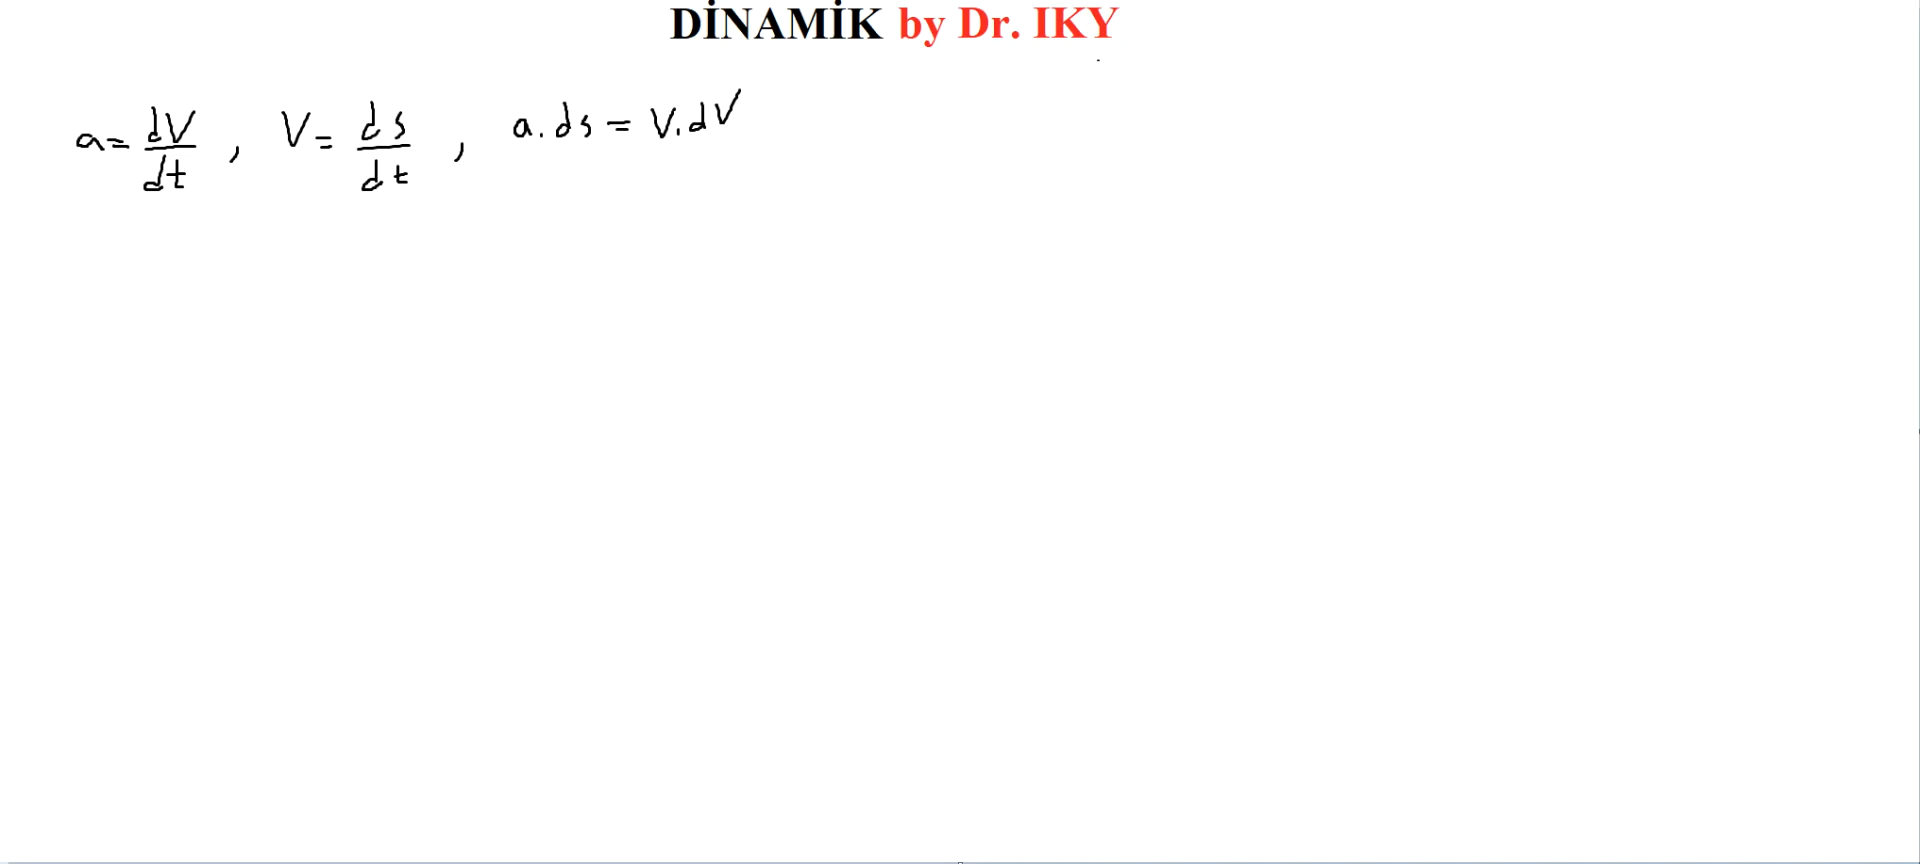 DİNAMİK by Dr. IKY
a = dV/dt , V = ds/dt , a.ds = V.dV